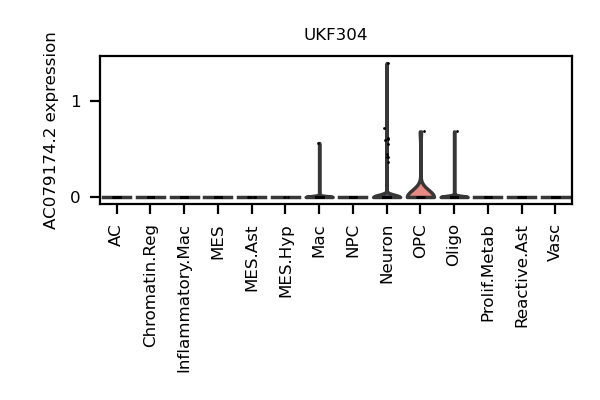 UKF304
AC079174.2 expression
1
0
AC
Chromatin.Reg
Inflammatory.Mac
MES
MES.Ast
MES.Hyp
Mac
NPC
Neuron
OPC
Oligo
Prolif.Metab
Reactive.Ast
Vasc